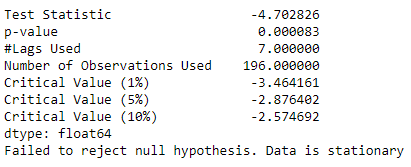 Test Statistic -4.702826
p-value 0.000083
#Lags Used 7.000000
Number of Observations Used 196.000000
Critical Value (1%) -3.464161
Critical Value (5%) -2.876402
Critical Value (10%) -2.574692
dtype: float64
Failed to reject null hypothesis. Data is stationary